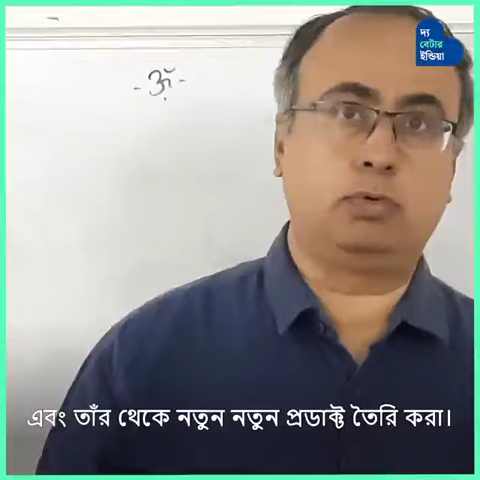 দ্য
বেটার
ইন্ডিয়া
-ॐ-
এবং তাঁর থেকে নতুন নতুন প্রডাক্ট তৈরি করা।